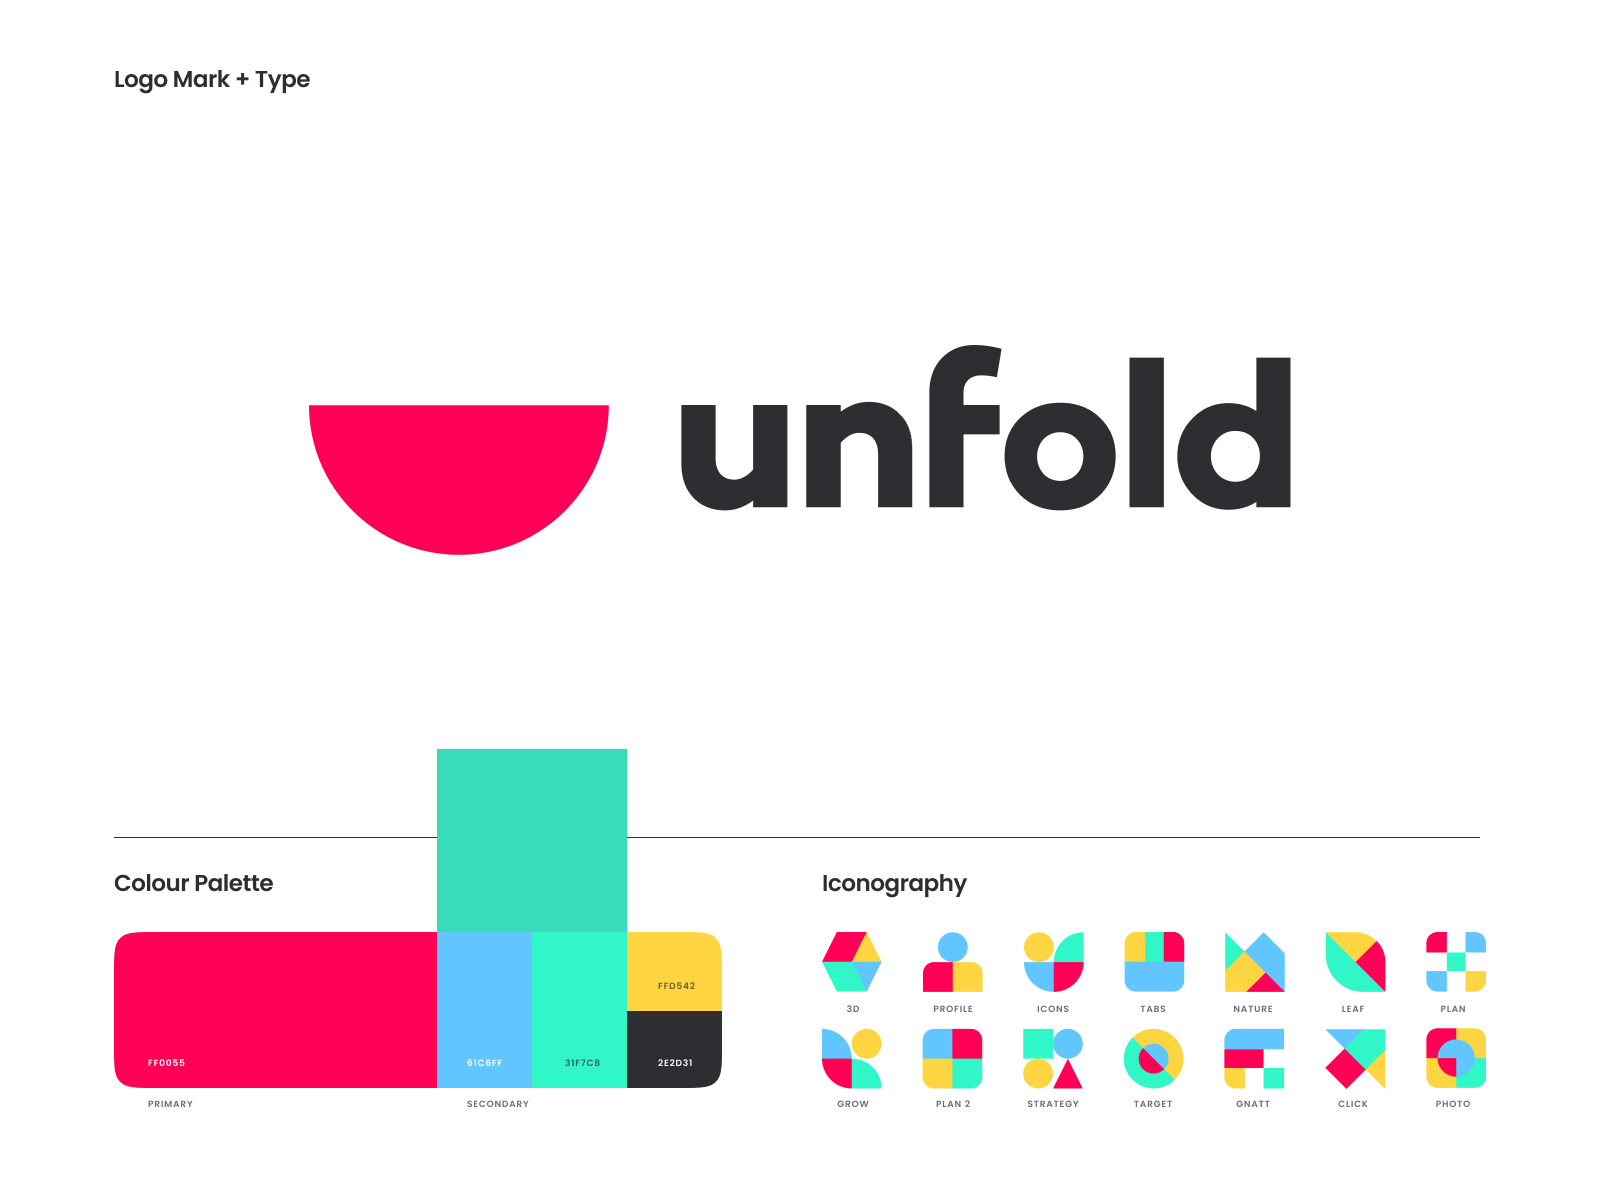 Logo Mark + Type
unfold
Colour Palette
FF0055
61C6FF
31F7C8
FFD542
2E2D31
PRIMARY
SECONDARY
Iconography
3D
PROFILE
ICONS
TABS
NATURE
LEAF
PLAN
GROW
PLAN 2
STRATEGY
TARGET
GNATT
CLICK
PHOTO